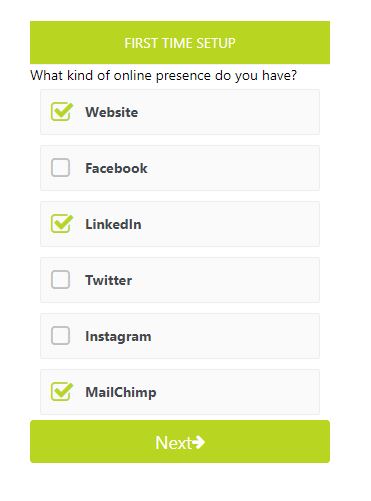 FIRST TIME SETUP
What kind of online presence do you have?
Website
Facebook
LinkedIn
Twitter
Instagram
MailChimp
Next